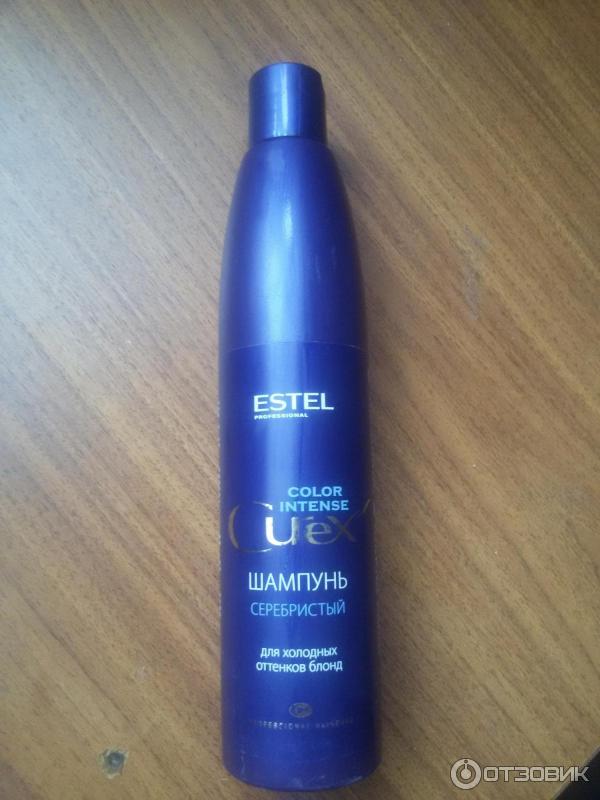 ESTEL
PROFESSIONAL
COLOR
INTENSE
Curex
ШАМПУНЬ
СЕРЕБРИСТЫЙ
для холодных
оттенков блонд
ОТЗОВИК